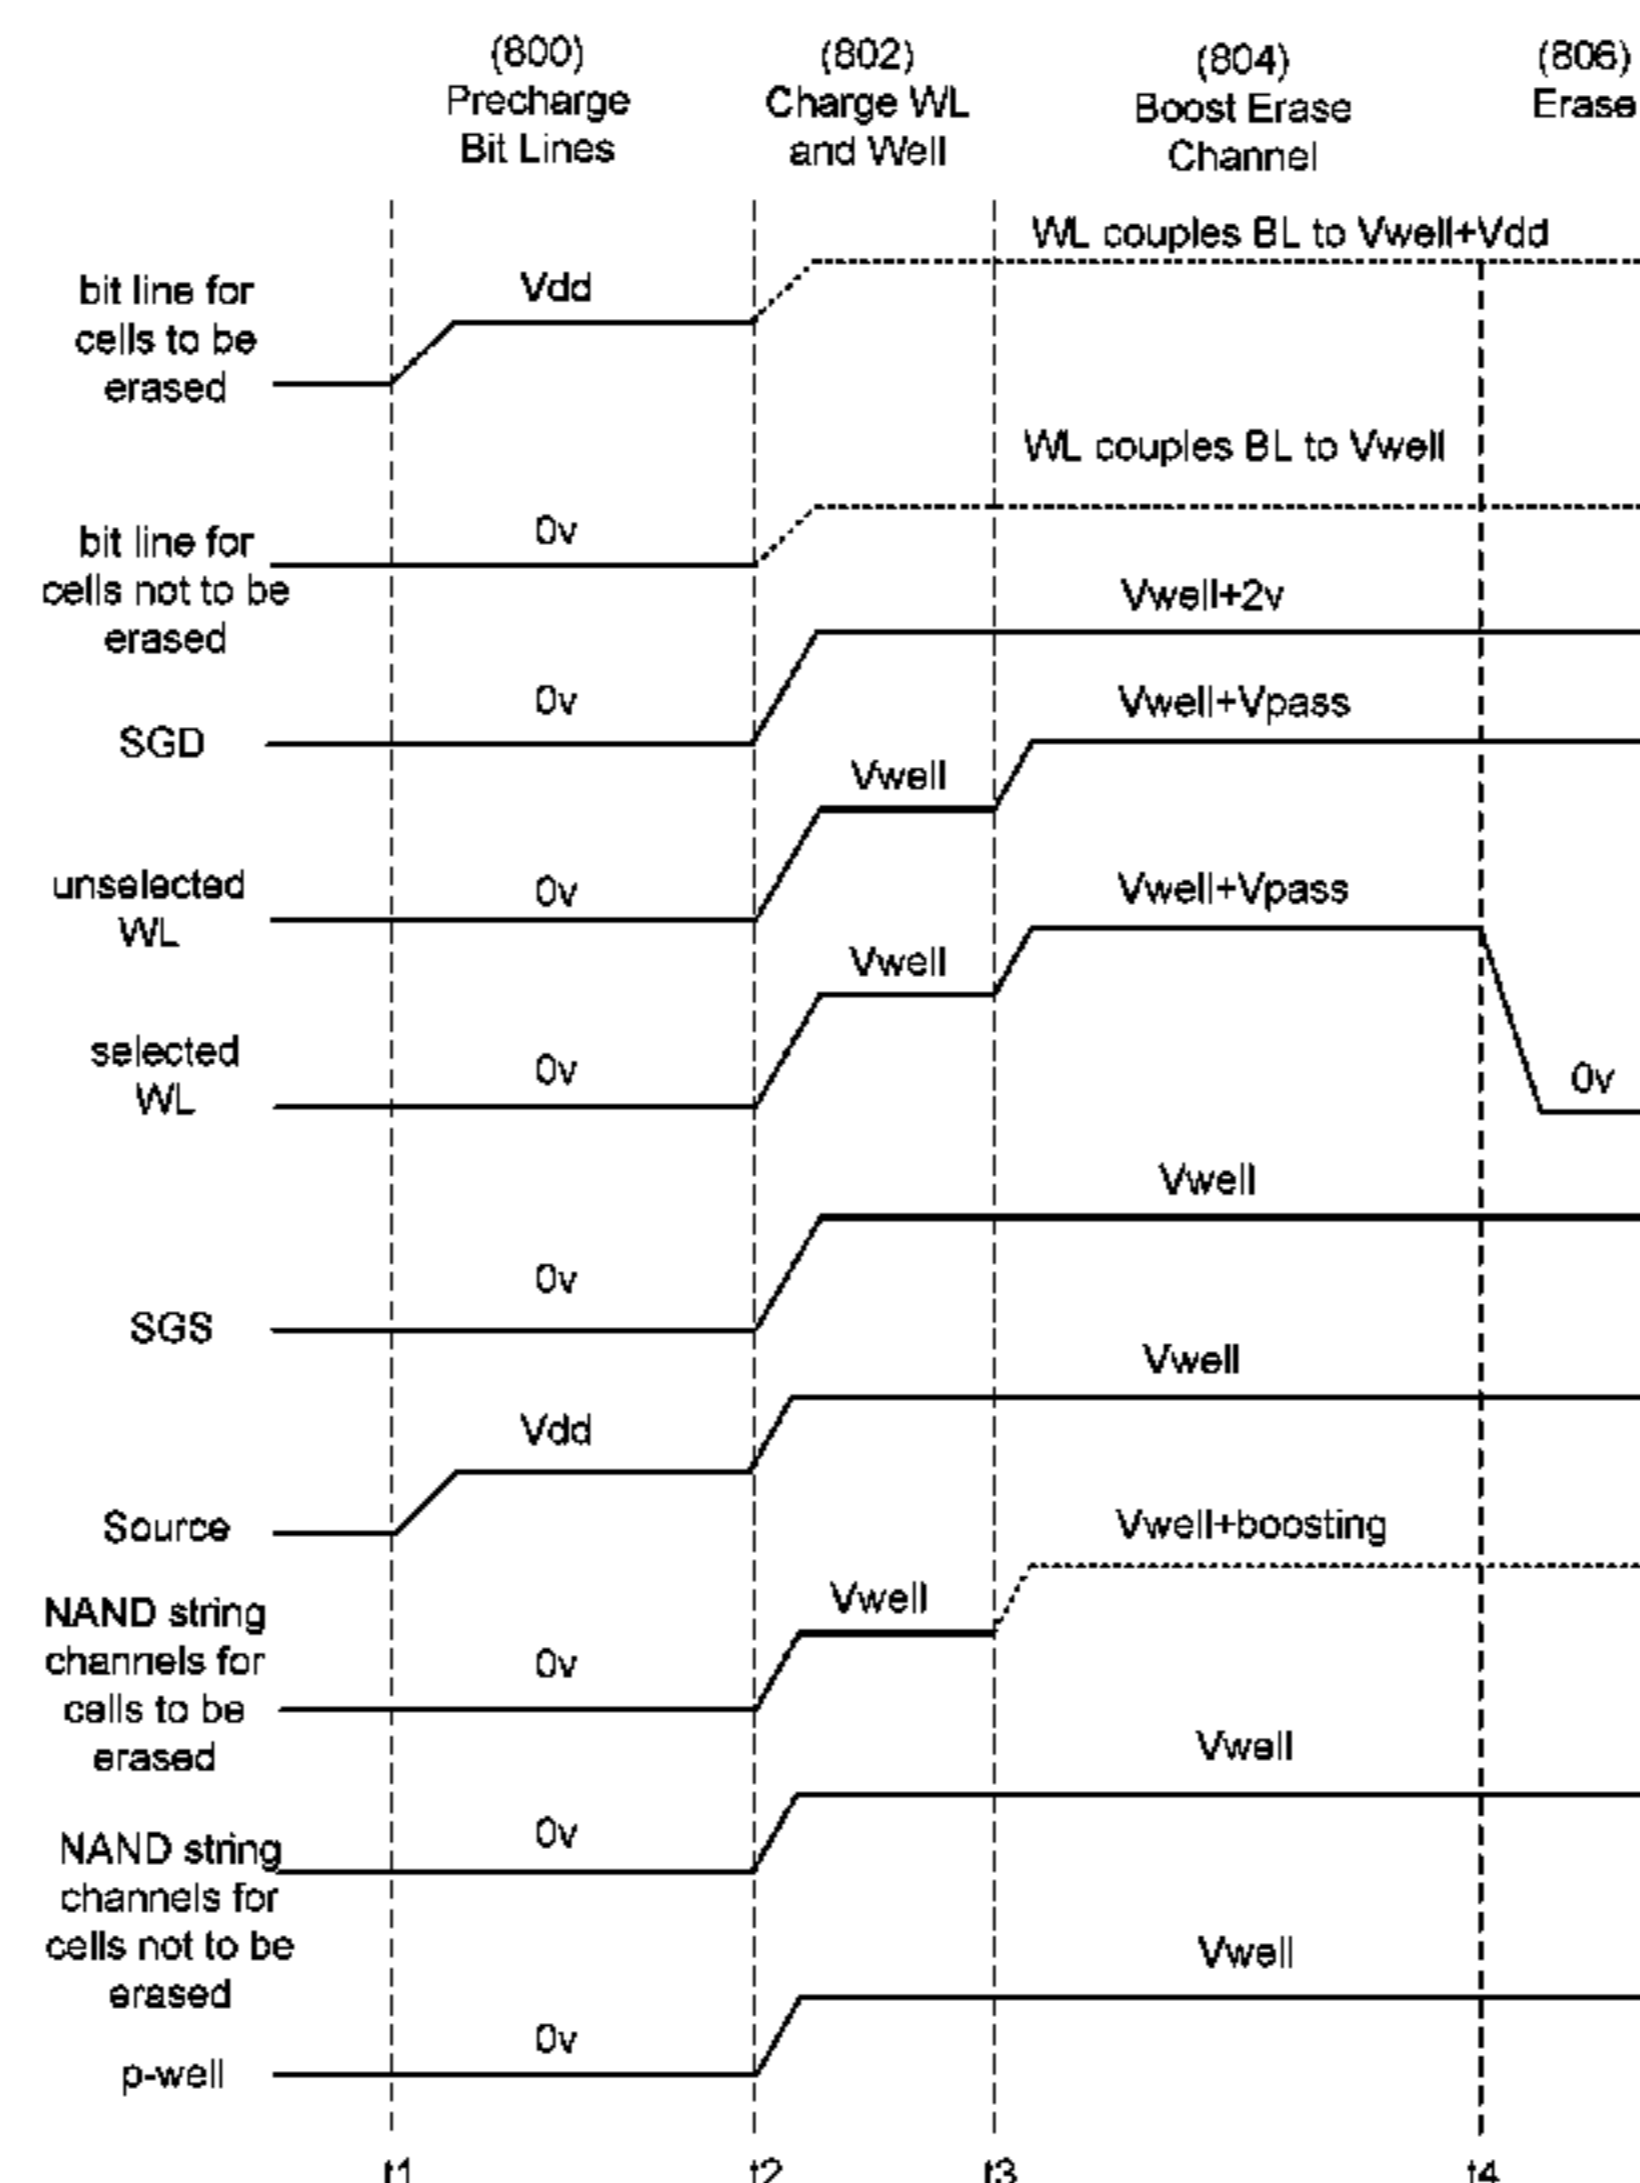 (800)
Precharge
Bit Lines
(802)
Charge WL
and Well
(804)
Boost Erase
Channel
(806)
Erase
WL couples BL to Vwell+Vdd
Vdd
bit line for
cells to be
erased
WL couples BL to Vwell
0v
bit line for
cells not to be
erased
Vwell+2v
0v
SGD
Vwell+Vpass
Vwell
0v
unselected
WL
Vwell+Vpass
Vwell
0v
selected
WL
0v
Vwell
0v
SGS
Vwell
Vdd
Source
Vwell+boosting
Vwell
0v
NAND string
channels for
cells to be
erased
Vwell
0v
NAND string
channels for
cells not to be
erased
Vwell
0v
p-well
t1
t2
t3
t4